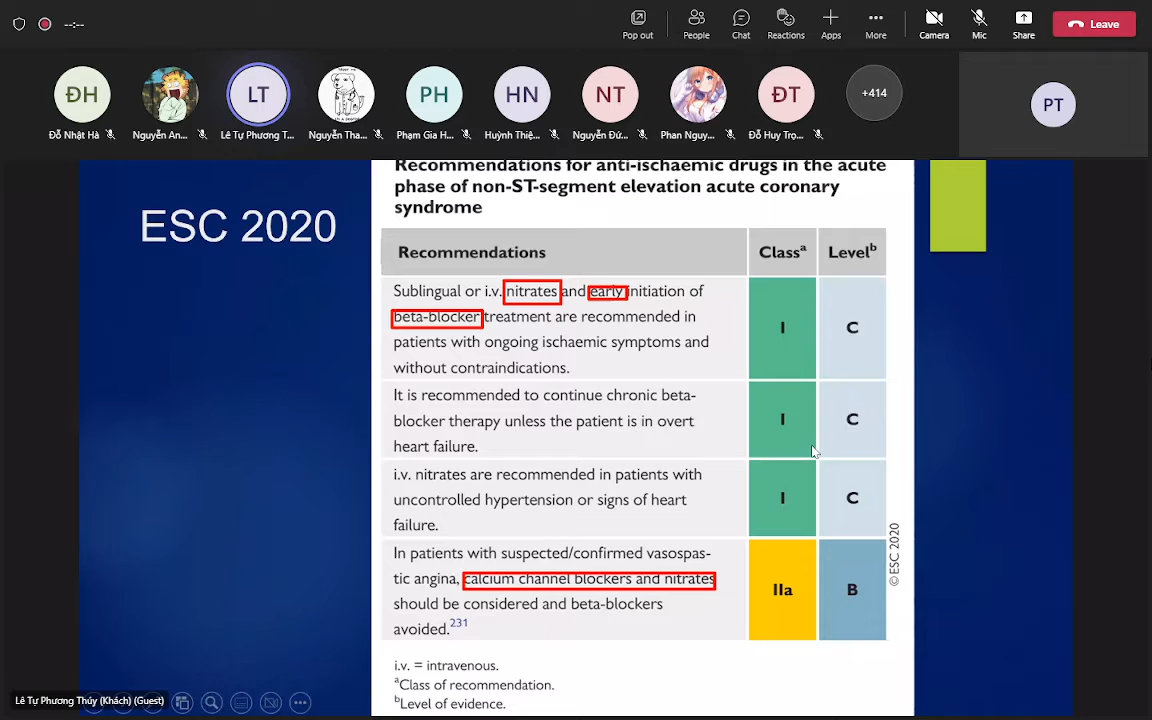 --:--
Pop out
People
Chat
Reactions
Apps
More
Camera
Mic
Share
Leave
ĐH
LT
PH
HN
NT
ĐT
+414
PT
Đỗ Nhật Hà
Nguyễn An...
Lê Tự Phương T...
Nguyễn Tha...
Phạm Gia H...
Huỳnh Thiệ...
Nguyễn Đứ...
Phan Nguy...
Đỗ Huy Trọ...
ESC 2020
Recommendations for anti-ischaemic drugs in the acute
phase of non-ST-segment elevation acute coronary
syndrome
Recommendations
Classᵃ
Levelᵇ
Sublingual or i.v. nitrates and early initiation of
beta-blocker treatment are recommended in
patients with ongoing ischaemic symptoms and
without contraindications.
I
C
It is recommended to continue chronic beta-
blocker therapy unless the patient is in overt
heart failure.
I
C
i.v. nitrates are recommended in patients with
uncontrolled hypertension or signs of heart
failure.
I
C
In patients with suspected/confirmed vasospas-
tic angina, calcium channel blockers and nitrates
should be considered and beta-blockers
avoided.²³¹
IIa
B
©ESC 2020
i.v. = intravenous.
ᵃClass of recommendation.
ᵇLevel of evidence.
Lê Tự Phương Thúy (Khách) (Guest)